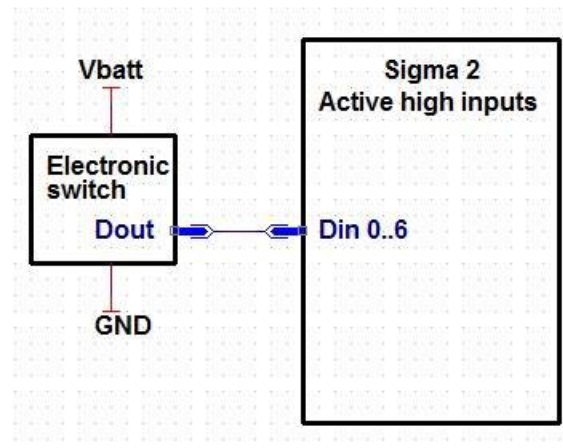 Vbatt
Electronic
switch
Dout
GND
Sigma 2
Active high inputs
Din 0..6